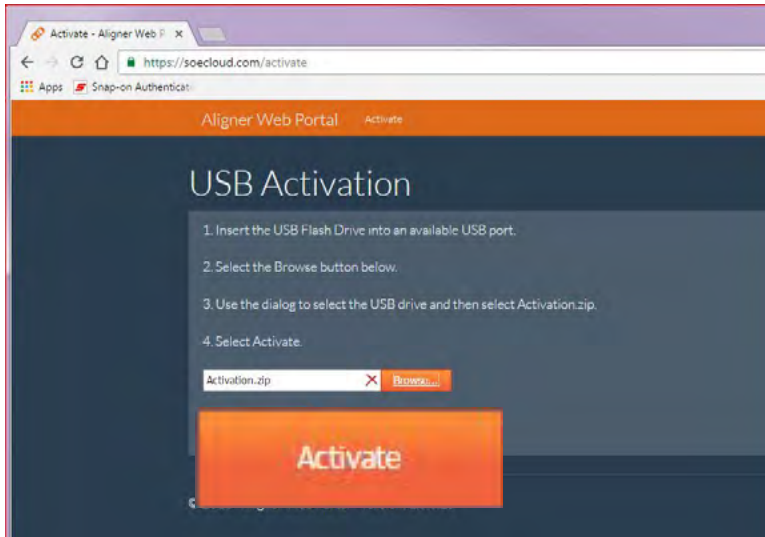 Activate - Aligner Web P
https://soecloud.com/activate
Apps Snap-on Authenticat
Aligner Web Portal Activate
USB Activation
1. Insert the USB Flash Drive into an available USB port.
2. Select the Browse button below.
3. Use the dialog to select the USB drive and then select Activation.zip.
4. Select Activate.
Activation.zip Browse...
Activate